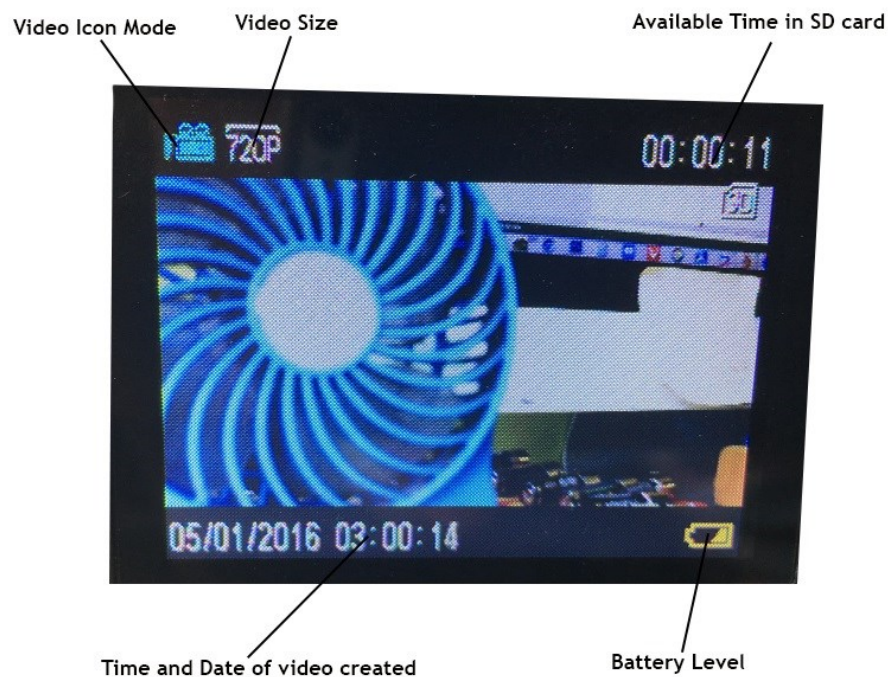 Video Icon Mode
Video Size
Available Time in SD card
720P
00:00:11
SD
05/01/2016 03:00:14
Time and Date of video created
Battery Level